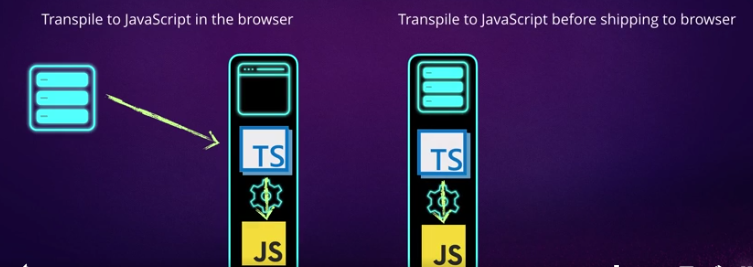 Transpile to JavaScript in the browser
Transpile to JavaScript before shipping to browser
TS
TS
JS
JS